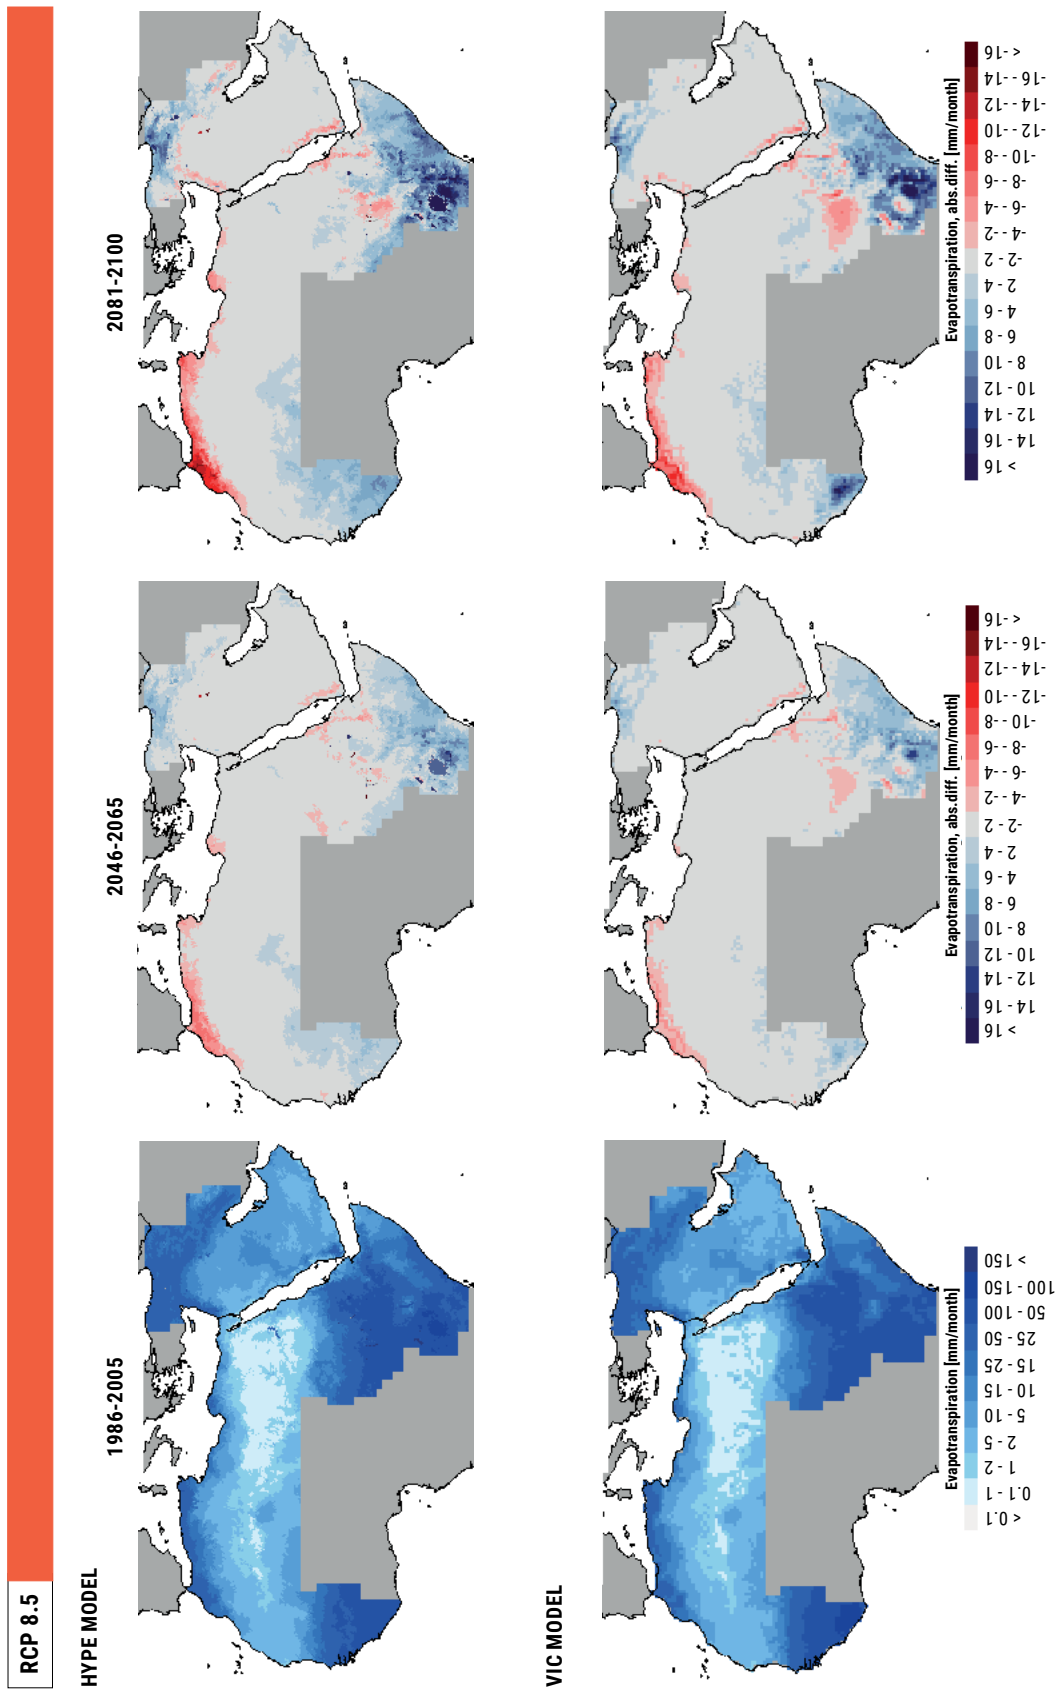 RCP 8.5
HYPE MODEL
1986-2005
2046-2065
2081-2100
VIC MODEL
Evapotranspiration [mm/month]
< 0.1
0.1 - 1
1 - 2
2 - 5
5 - 10
10 - 15
15 - 25
25 - 50
50 - 100
100 - 150
> 150
Evapotranspiration, abs.diff. [mm/month]
>16
14 - 16
12 - 14
10 - 12
8 - 10
6 - 8
4 - 6
2 - 4
-2 - 2
-4 - -2
-6 - -4
-8 - -6
-10 - -8
-12 - -10
-14 - -12
-16 - -14
< -16
Evapotranspiration, abs.diff. [mm/month]
>16
14 - 16
12 - 14
10 - 12
8 - 10
6 - 8
4 - 6
2 - 4
-2 - 2
-4 - -2
-6 - -4
-8 - -6
-10 - -8
-12 - -10
-14 - -12
-16 - -14
< -16